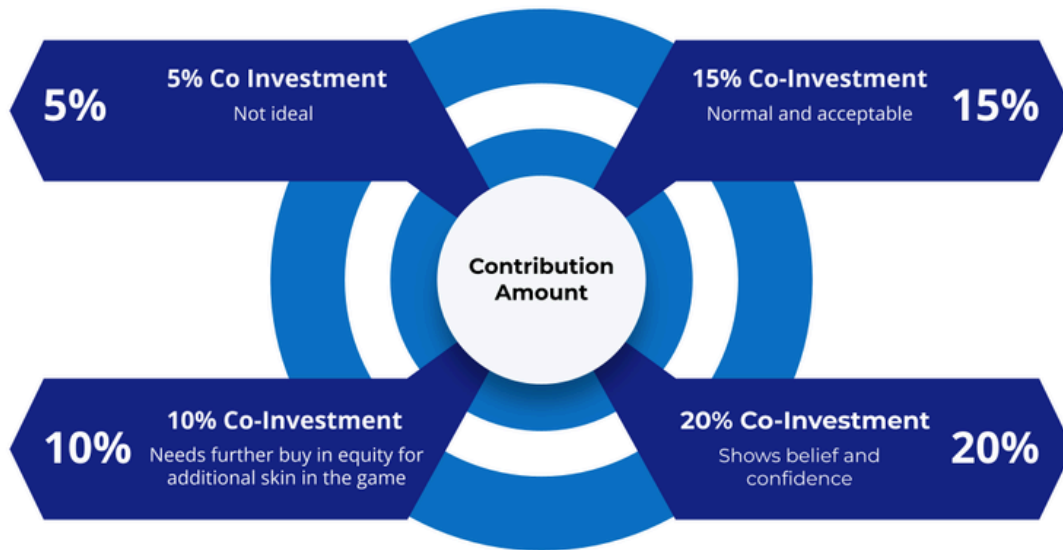 5%
5% Co Investment
Not ideal
15% Co-Investment
Normal and acceptable
15%
Contribution
Amount
10%
10% Co-Investment
Needs further buy in equity for
additional skin in the game
20% Co-Investment
Shows belief and
confidence
20%